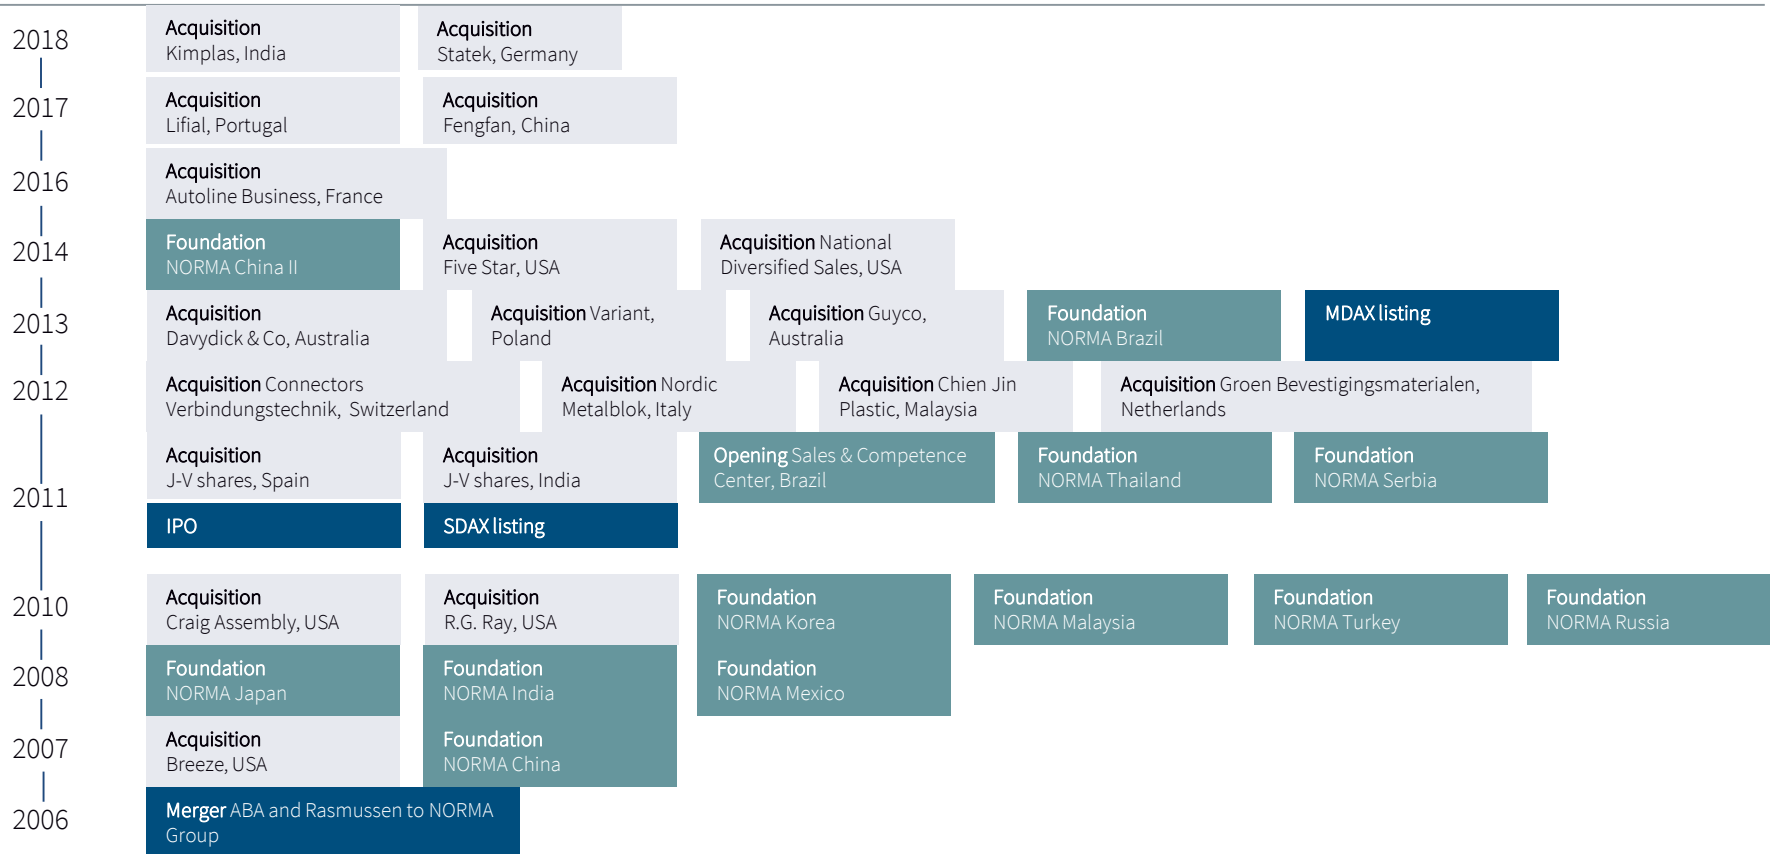 2018
Acquisition
Kimplas, India
Acquisition
Statek, Germany
2017
Acquisition
Lifial, Portugal
Acquisition
Fengfan, China
2016
Acquisition
Autoline Business, France
2014
Foundation
NORMA China II
Acquisition
Five Star, USA
Acquisition National
Diversified Sales, USA
2013
Acquisition
Davydick & Co, Australia
Acquisition Variant,
Poland
Acquisition Guyco,
Australia
Foundation
NORMA Brazil
MDAX listing
2012
Acquisition Connectors
Verbindungstechnik, Switzerland
Acquisition Nordic
Metalblok, Italy
Acquisition Chien Jin
Plastic, Malaysia
Acquisition Groen Bevestigingsmaterialen,
Netherlands
2011
Acquisition
J-V shares, Spain
Acquisition
J-V shares, India
Opening Sales & Competence
Center, Brazil
Foundation
NORMA Thailand
Foundation
NORMA Serbia
IPO
SDAX listing
2010
Acquisition
Craig Assembly, USA
Acquisition
R.G. Ray, USA
Foundation
NORMA Korea
Foundation
NORMA Malaysia
Foundation
NORMA Turkey
Foundation
NORMA Russia
2008
Foundation
NORMA Japan
Foundation
NORMA India
Foundation
NORMA Mexico
2007
Acquisition
Breeze, USA
Foundation
NORMA China
2006
Merger ABA and Rasmussen to NORMA
Group